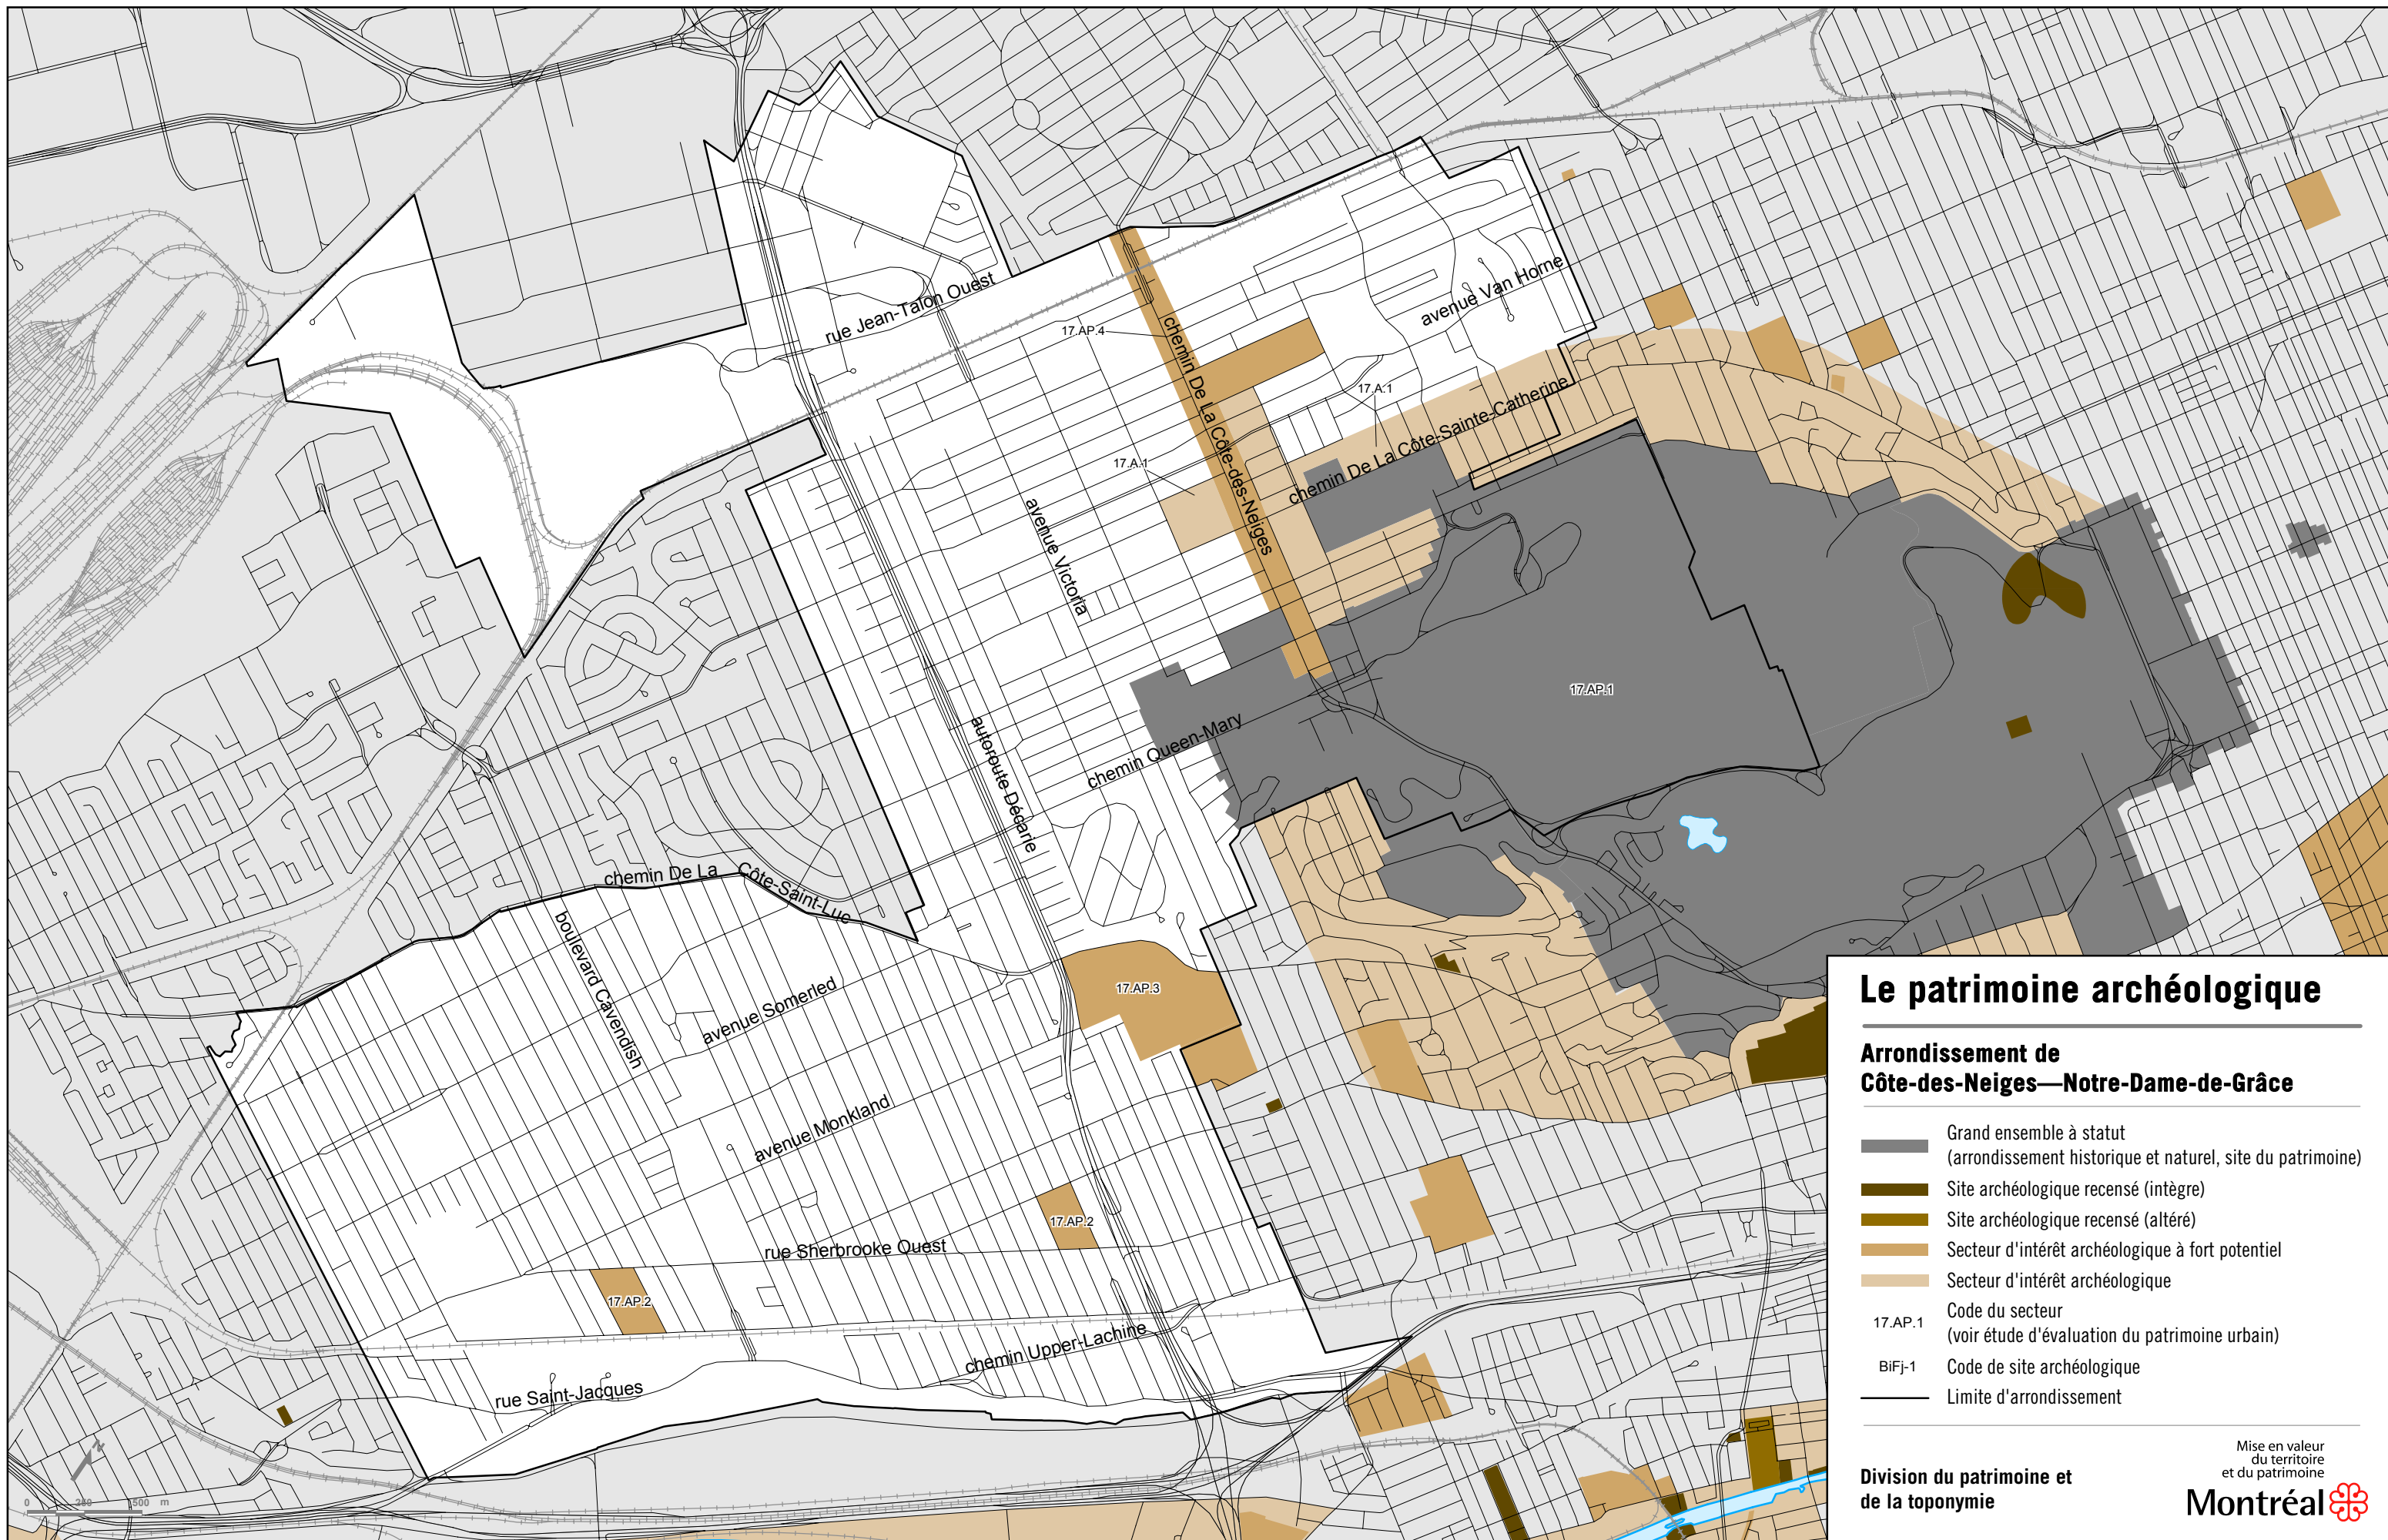 rue Jean-Talon Ouest
avenue Van Horne
17.AP.4
chemin De La Côte-des-Neiges
17.A.1
chemin De La Côte-Sainte-Catherine
17.A.1
avenue Victoria
17.AP.1
autoroute Décarie
chemin Queen-Mary
chemin De La Côte-Saint-Luc
boulevard Cavendish
avenue Somerled
17.AP.3
avenue Monkland
17.AP.2
rue Sherbrooke Ouest
17.AP.2
chemin Upper-Lachine
rue Saint-Jacques
N
0 250 500 m
Le patrimoine archéologique
Arrondissement de
Côte-des-Neiges—Notre-Dame-de-Grâce
Grand ensemble à statut
(arrondissement historique et naturel, site du patrimoine)
Site archéologique recensé (intègre)
Site archéologique recensé (altéré)
Secteur d'intérêt archéologique à fort potentiel
Secteur d'intérêt archéologique
17.AP.1 Code du secteur
(voir étude d'évaluation du patrimoine urbain)
BiFj-1 Code de site archéologique
Limite d'arrondissement
Division du patrimoine et
de la toponymie
Mise en valeur
du territoire
et du patrimoine
Montréal